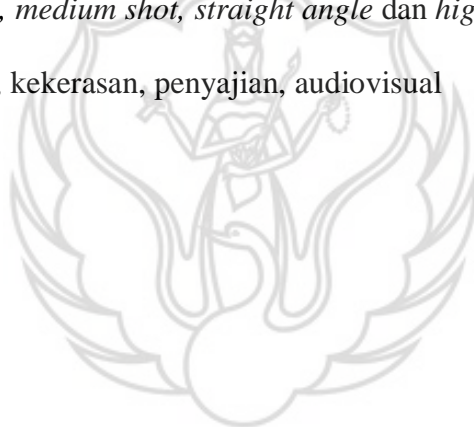 , medium shot, straight angle dan hig
, kekerasan, penyajian, audiovisual